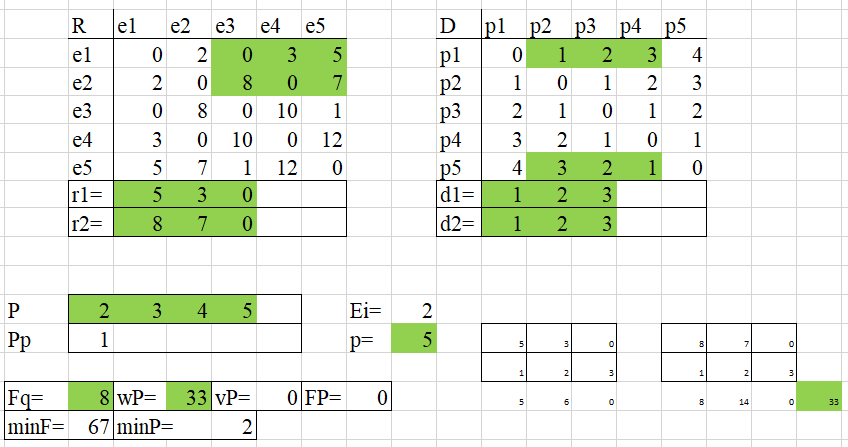 R e1 e2 e3 e4 e5 D p1 p2 p3 p4 p5
e1 0 2 0 3 5 p1 0 1 2 3 4
e2 2 0 8 0 7 p2 1 0 1 2 3
e3 0 8 0 10 1 p3 2 1 0 1 2
e4 3 0 10 0 12 p4 3 2 1 0 1
e5 5 7 1 12 0 p5 4 3 2 1 0
r1= 5 3 0 d1= 1 2 3
r2= 8 7 0 d2= 1 2 3
P 2 3 4 5 Ei= 2
Pp 1 p= 5 5 3 0 8 7 0
1 2 3 1 2 3
Fq= 8 wP= 33 vP= 0 FP= 0 5 6 0 8 14 0 33
minF= 67 minP= 2